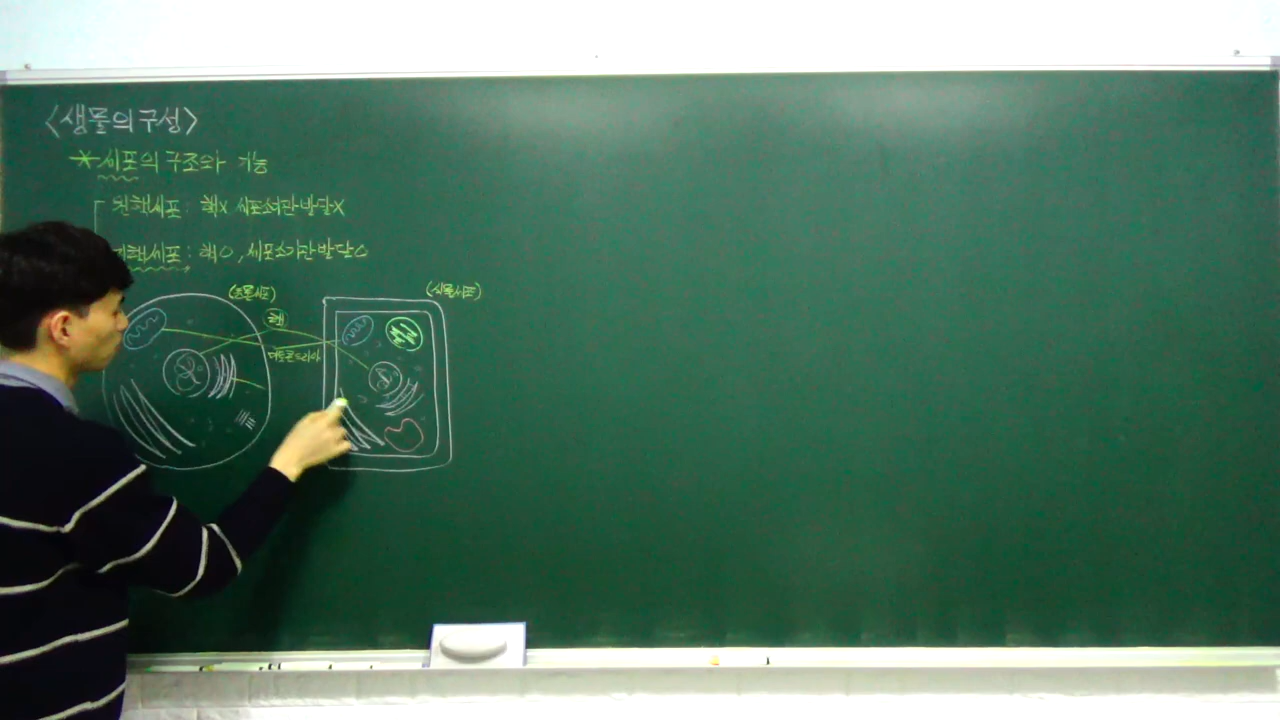 <생물의 구성>
*세포의 구조와 기능
원핵세포 : 핵X 세포소기관 발달X
진핵세포 : 핵O, 세포소기관 발달O
(동물세포)
(식물세포)
핵
미토콘드리아